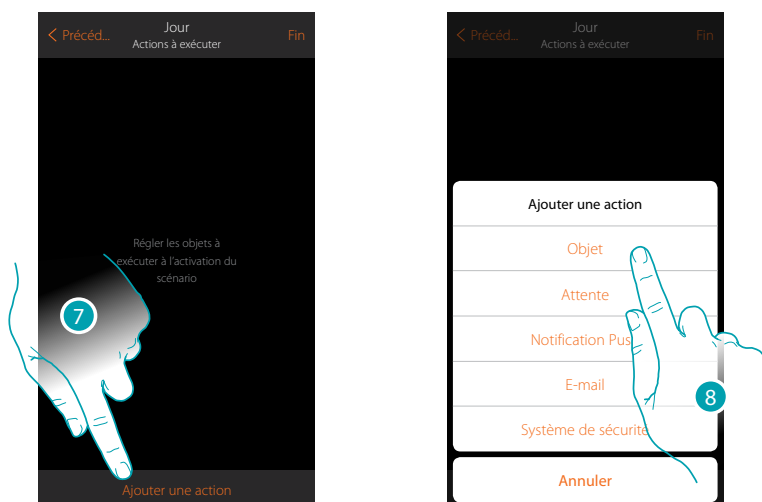 < Précéd...
Jour
Actions à exécuter
Fin
Régler les objets à
exécuter à l'activation du
scénario
7
Ajouter une action
< Précéd...
Jour
Actions à exécuter
Fin
Ajouter une action
Objet
Attente
Notification Pus
E-mail
Système de sécurité
8
Annuler